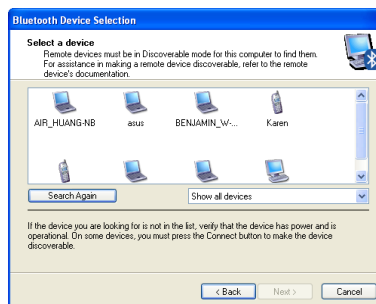 Bluetooth Device Selection
Select a device
Remote devices must be in Discoverable mode for this computer to find them.
For assistance in making a remote device discoverable, refer to the remote
device's documentation.
AIR_HUANG-NB asus BENJAMIN_W-... Karen
Search Again Show all devices
If the device you are looking for is not in the list, verify that the device has power and is
operational. On some devices, you must press the Connect button to make the device
discoverable.
< Back Next > Cancel